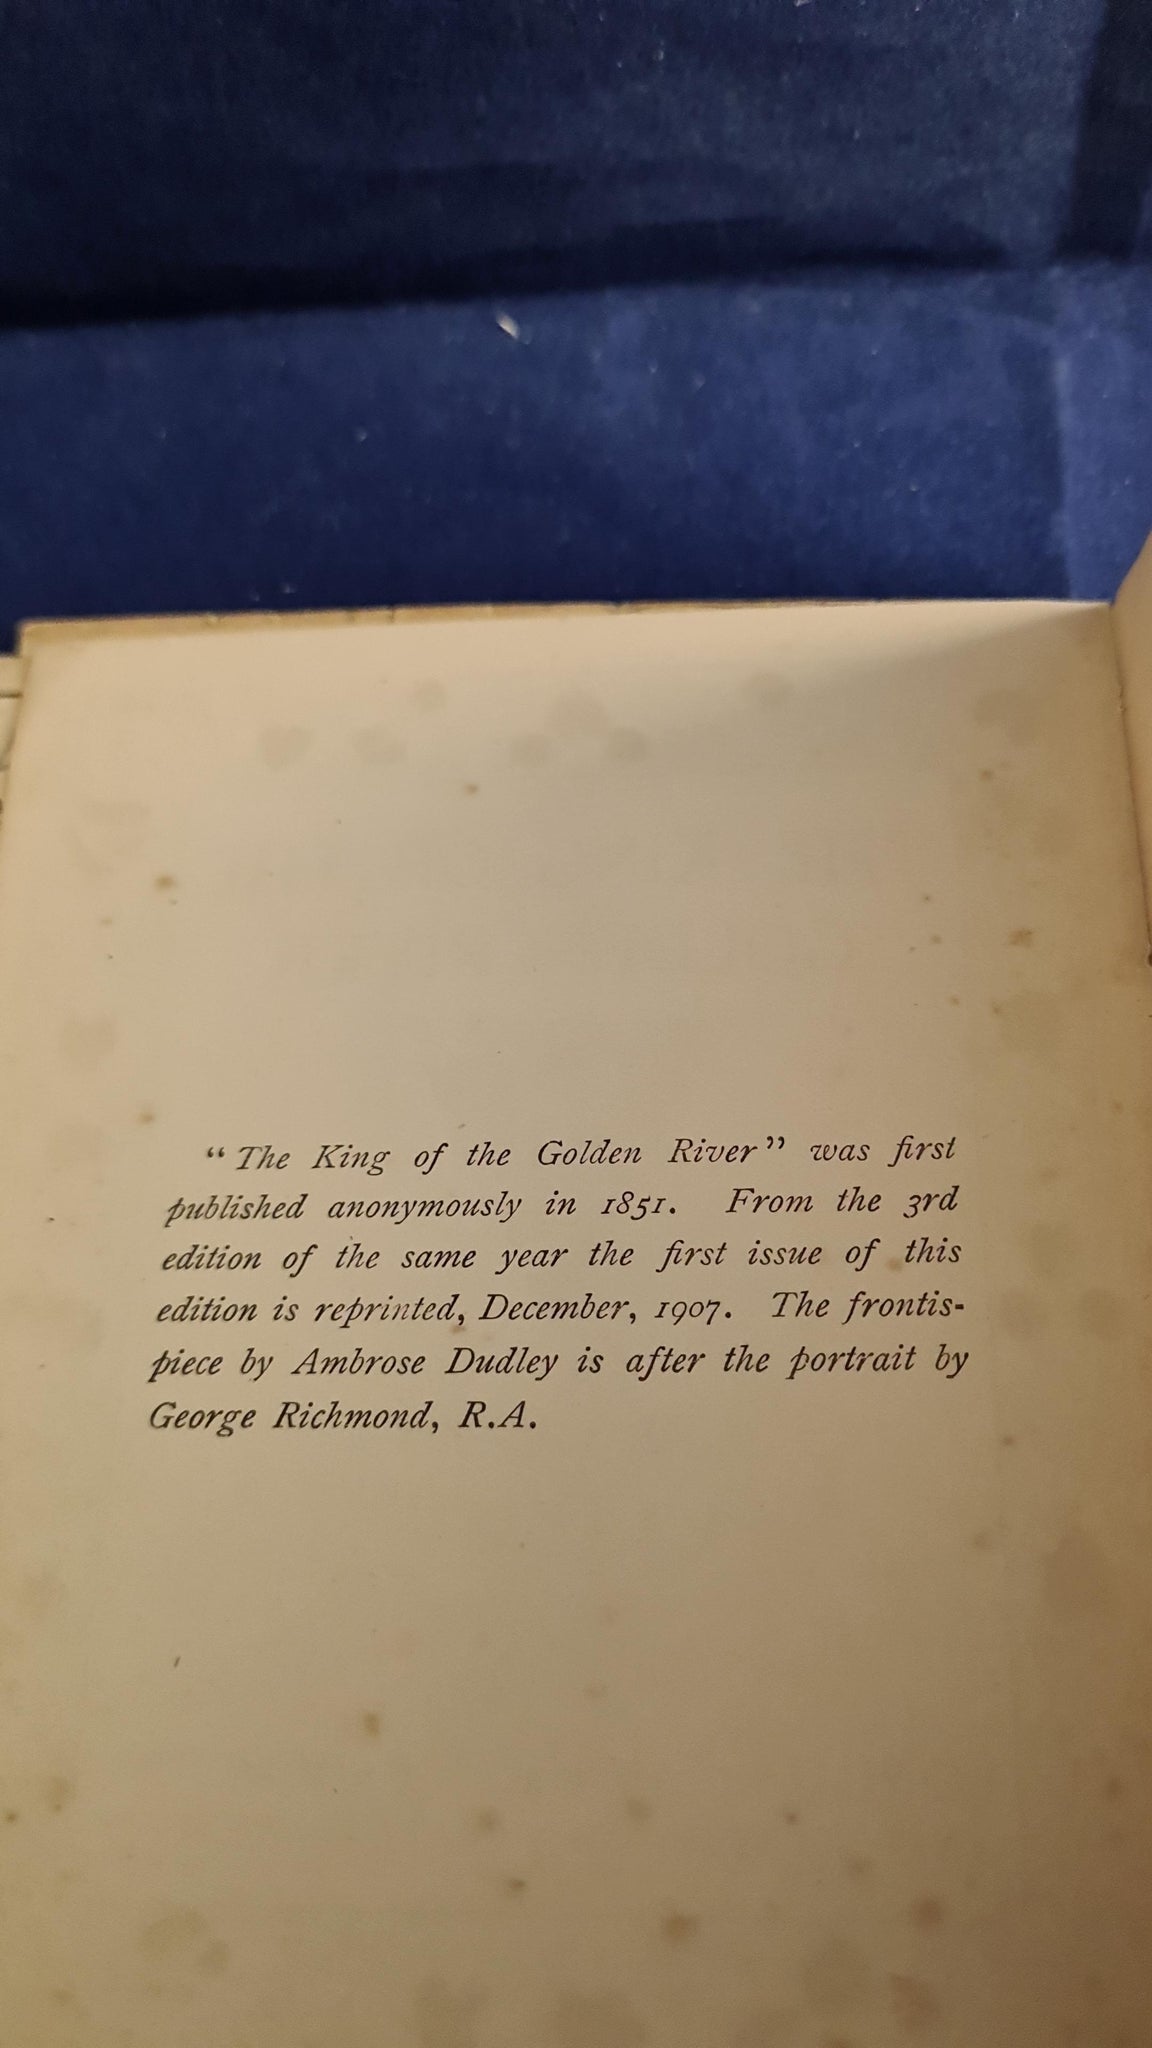 “The King of the Golden River” was first
published anonymously in 1851. From the 3rd
edition of the same year the first issue of this
edition is reprinted, December, 1907. The frontis-
piece by Ambrose Dudley is after the portrait by
George Richmond, R.A.